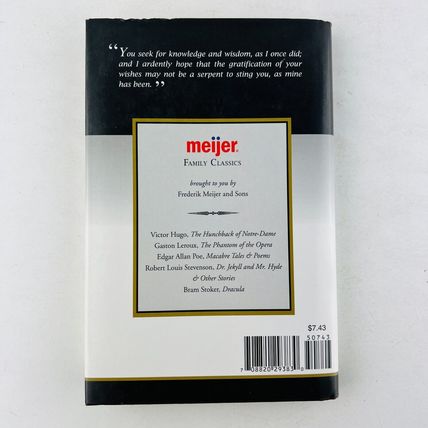 “You seek for knowledge and wisdom, as I once did;
and I ardently hope that the gratification of your
wishes may not be a serpent to sting you, as mine
has been.”
meijer®
FAMILY CLASSICS
brought to you by
Frederik Meijer and Sons
Victor Hugo, The Hunchback of Notre-Dame
Gaston Leroux, The Phantom of the Opera
Edgar Allan Poe, Macabre Tales & Poems
Robert Louis Stevenson, Dr. Jekyll and Mr. Hyde
& Other Stories
Bram Stoker, Dracula
$7.43
50743
7 08820 29383 8